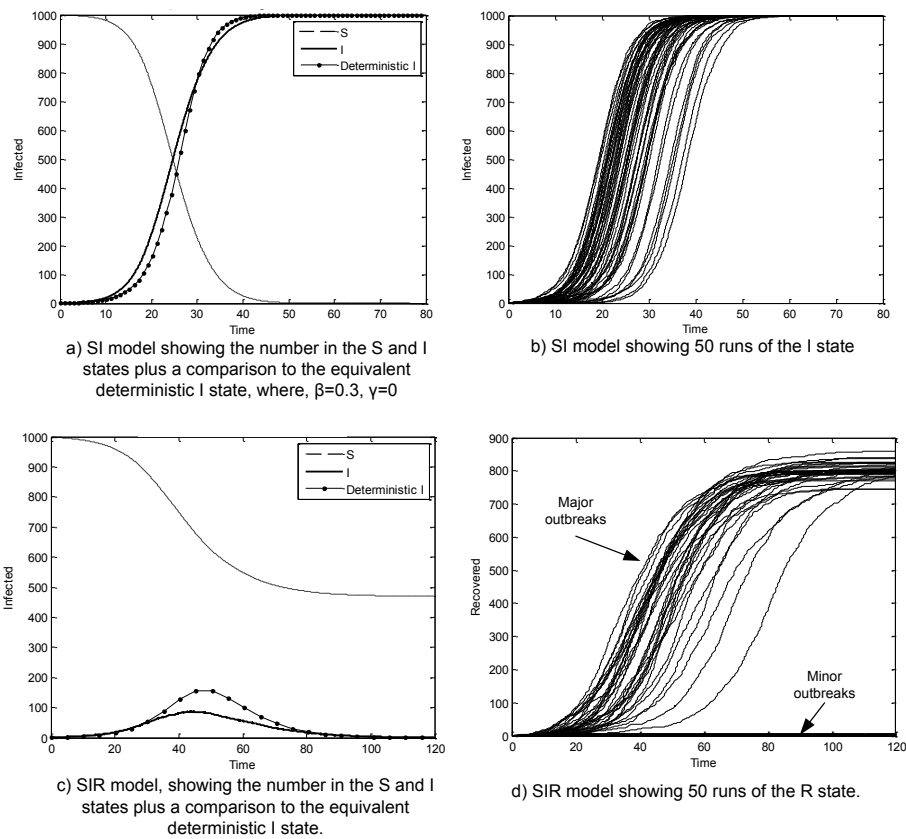 1000
900
800
700
600
500
400
300
200
100
0
Infected
S
I
Deterministic I
0 10 20 30 40 50 60 70 80
Time
a) SI model showing the number in the S and I
states plus a comparison to the equivalent
deterministic I state, where, β=0.3, γ=0
1000
900
800
700
600
500
400
300
200
100
0
Infected
0 10 20 30 40 50 60 70 80
Time
b) SI model showing 50 runs of the I state
1000
900
800
700
600
500
400
300
200
100
0
Infected
S
I
Deterministic I
0 20 40 60 80 100 120
Time
c) SIR model, showing the number in the S and I
states plus a comparison to the equivalent
deterministic I state.
900
800
700
600
500
400
300
200
100
0
Recovered
Major
outbreaks
Minor
outbreaks
0 20 40 60 80 100 120
Time
d) SIR model showing 50 runs of the R state.